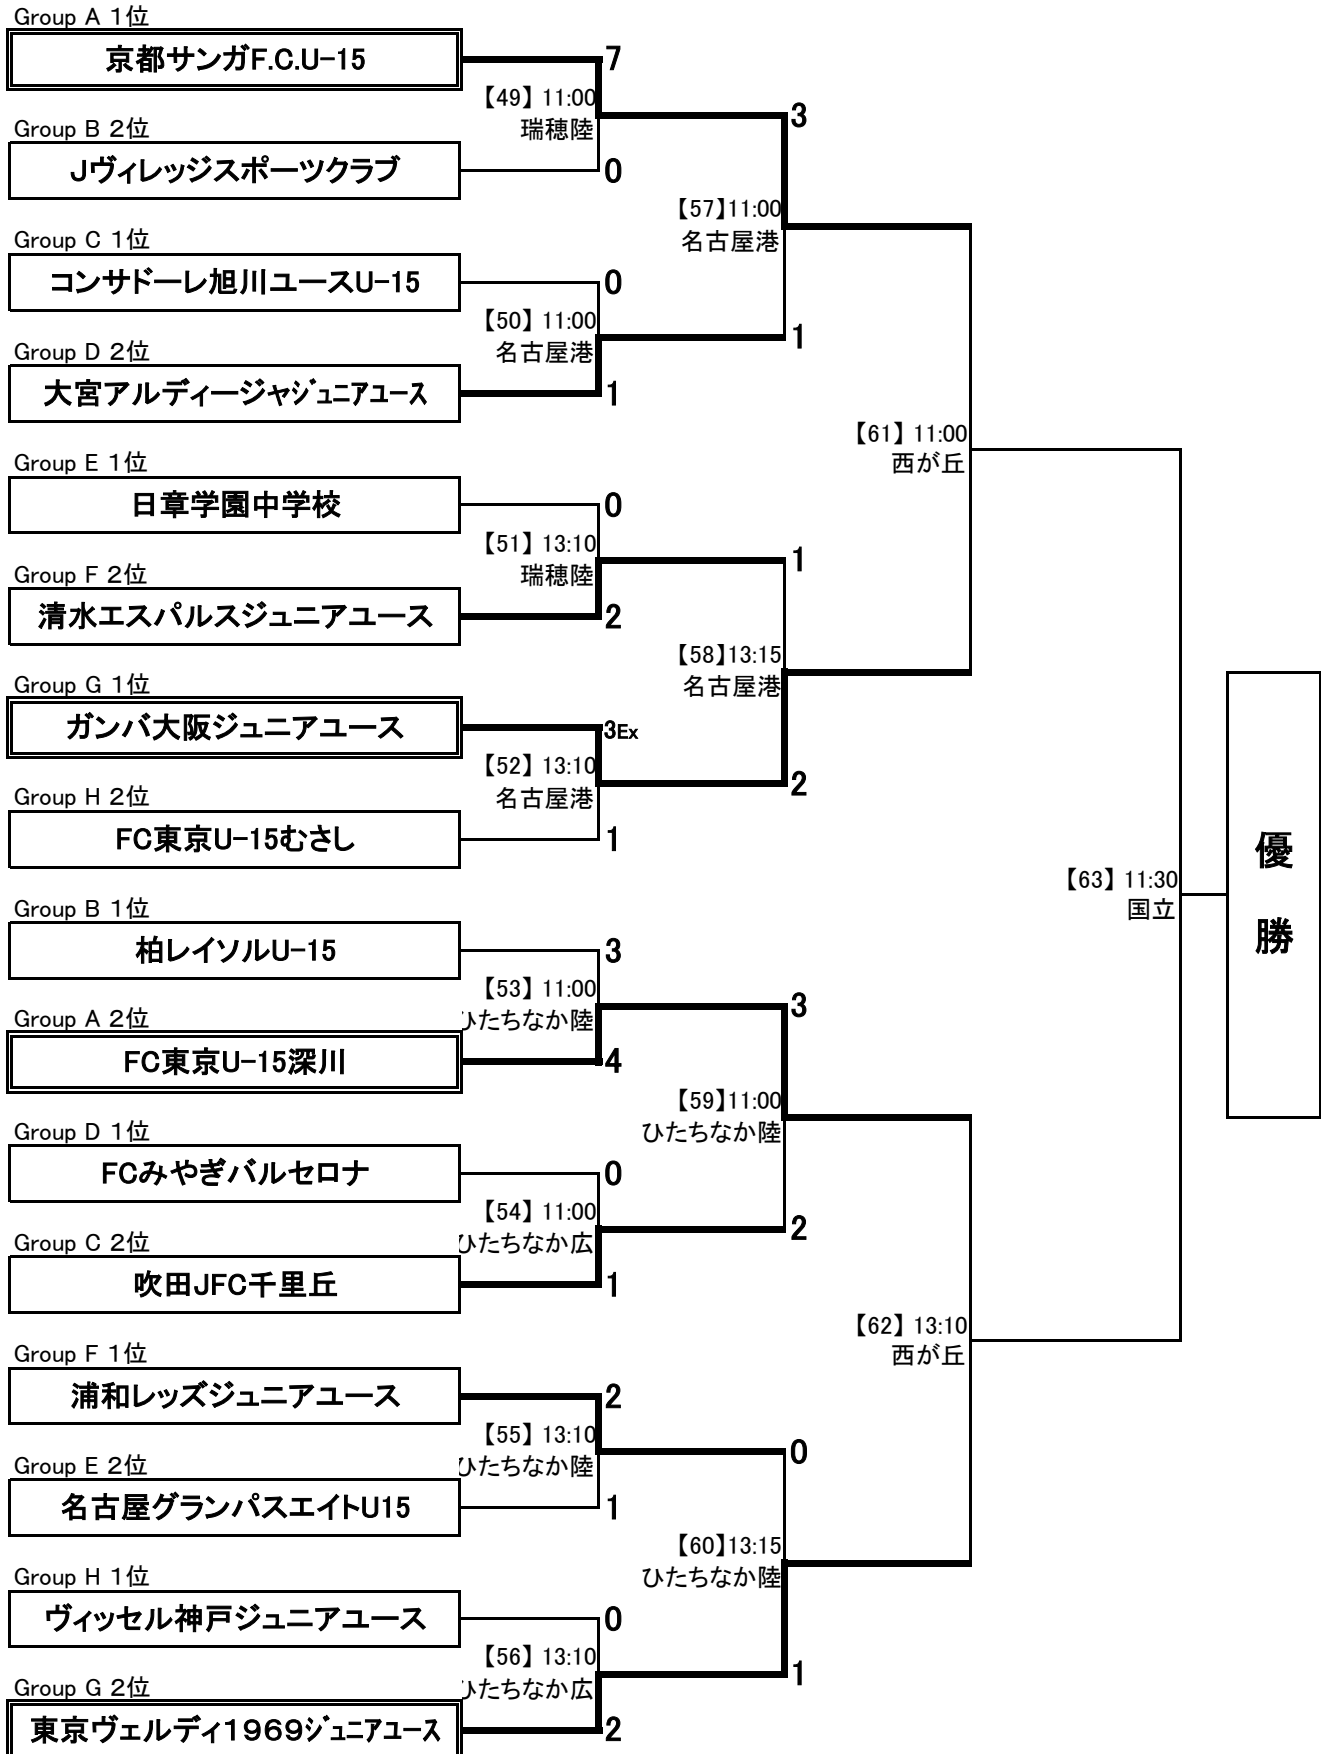 Group A 1位
京都サンガF.C.U-15
7
【49】 11:00
瑞穂陸
3
Group B 2位
Jヴィレッジスポーツクラブ
0
【57】11:00
名古屋港
Group C 1位
コンサドーレ旭川ユースU-15
0
【50】 11:00
名古屋港
1
Group D 2位
大宮アルディージャジュニアユース
1
【61】 11:00
西が丘
Group E 1位
日章学園中学校
0
【51】 13:10
瑞穂陸
1
Group F 2位
清水エスパルスジュニアユース
2
【58】13:15
名古屋港
Group G 1位
ガンバ大阪ジュニアユース
3Ex
【52】 13:10
名古屋港
2
Group H 2位
FC東京U-15むさし
1
優
勝
【63】 11:30
国立
Group B 1位
柏レイソルU-15
3
【53】 11:00
ひたちなか陸
3
Group A 2位
FC東京U-15深川
4
【59】11:00
ひたちなか陸
Group D 1位
FCみやぎバルセロナ
0
【54】 11:00
ひたちなか広
2
Group C 2位
吹田JFC千里丘
1
【62】 13:10
西が丘
Group F 1位
浦和レッズジュニアユース
2
【55】 13:10
ひたちなか陸
0
Group E 2位
名古屋グランパスエイトU15
1
【60】13:15
ひたちなか陸
Group H 1位
ヴィッセル神戸ジュニアユース
0
【56】 13:10
ひたちなか広
1
Group G 2位
東京ヴェルディ1969ジュニアユース
2